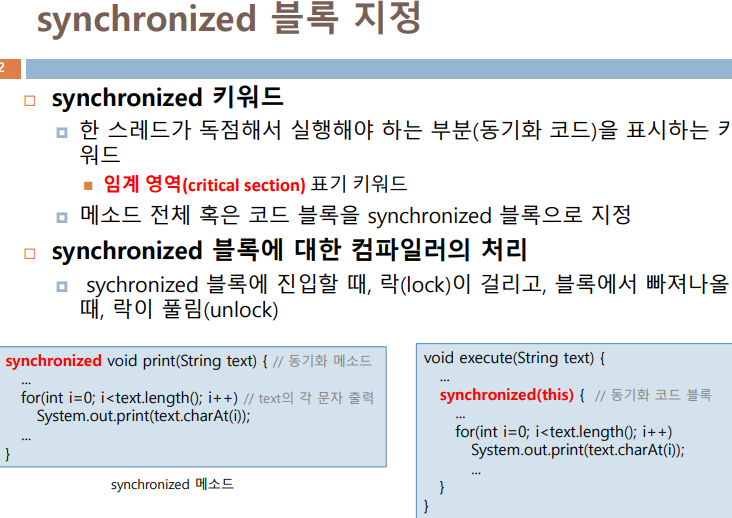 synchronized 블록 지정
2
synchronized 키워드
한 스레드가 독점해서 실행해야 하는 부분(동기화 코드)을 표시하는 키
워드
임계 영역(critical section) 표기 키워드
메소드 전체 혹은 코드 블록을 synchronized 블록으로 지정
synchronized 블록에 대한 컴파일러의 처리
sychronized 블록에 진입할 때, 락(lock)이 걸리고, 블록에서 빠져나올
때, 락이 풀림(unlock)
synchronized void print(String text) { // 동기화 메소드
...
for(int i=0; i<text.length(); i++) // text의 각 문자 출력
System.out.print(text.charAt(i));
...
}
synchronized 메소드
void execute(String text) {
...
synchronized(this) { // 동기화 코드 블록
...
for(int i=0; i<text.length(); i++)
System.out.print(text.charAt(i));
...
}
}